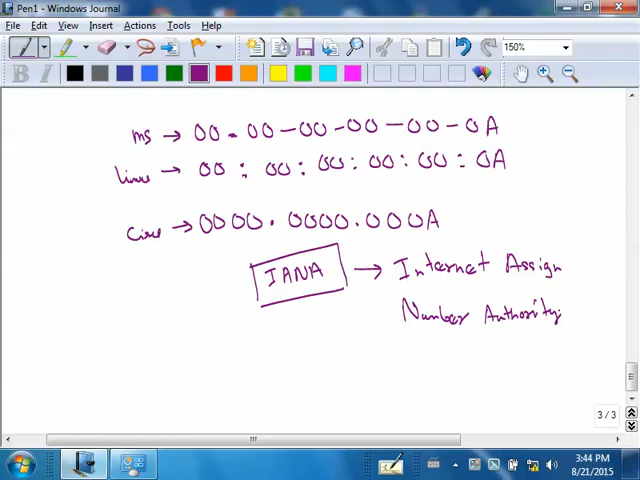 Pen1 - Windows Journal
File Edit View Insert Actions Tools Help
150%
B I
ms → 00 - 00 - 00 - 00 - 00 - 0A
00 : 00 : 00 : 00 : 00 : 0A
→ 0000 . 0000 . 000A
IANA → Internet Assign
Number Authority
3 / 3
3:44 PM
8/21/2015